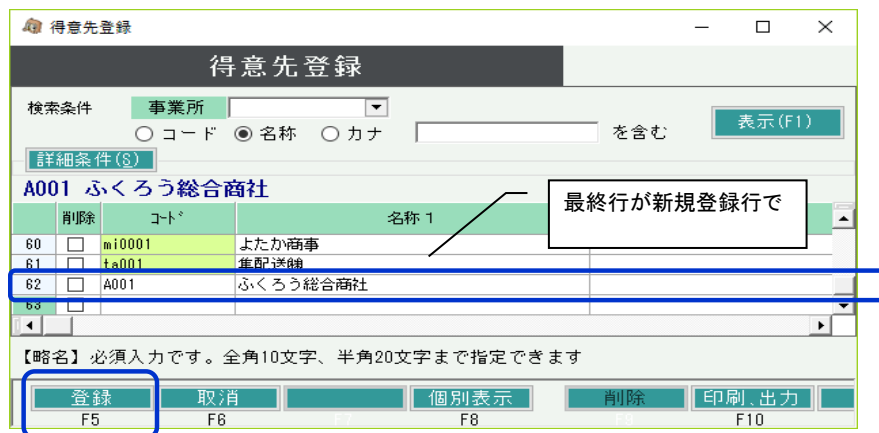 得意先登録
得意先登録
検索条件 事業所
コード 名称 カナ を含む 表示(F1)
詳細条件(S)
A001 ふくろう総合商社
最終行が新規登録行で
削除 コード 名称 1
60 mi0001 よたか商事
61 ta001
62 A001 ふくろう総合商社
63
【略名】必須入力です。全角10文字、半角20文字まで指定できます
登録 取消 個別表示 削除 印刷、出力
F5 F6 F7 F8 F9 F10